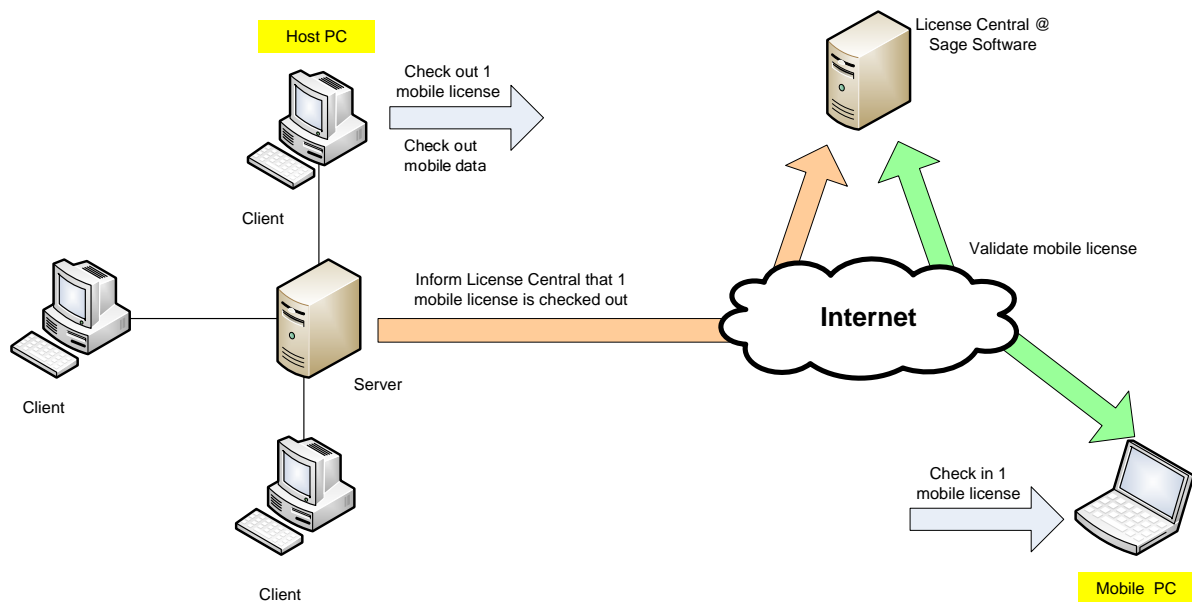 Host PC
License Central @
Sage Software
Check out 1
mobile license
Check out
mobile data
Client
Validate mobile license
Inform License Central that 1
mobile license is checked out
Internet
Server
Client
Check in 1
mobile license
Client
Mobile  PC